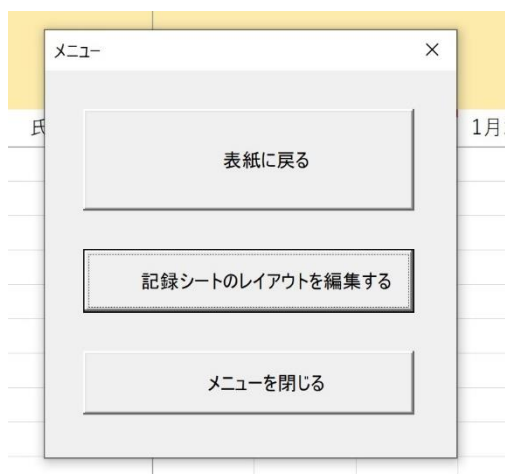 メニュー
氏
1月
表紙に戻る
記録シートのレイアウトを編集する
メニューを閉じる